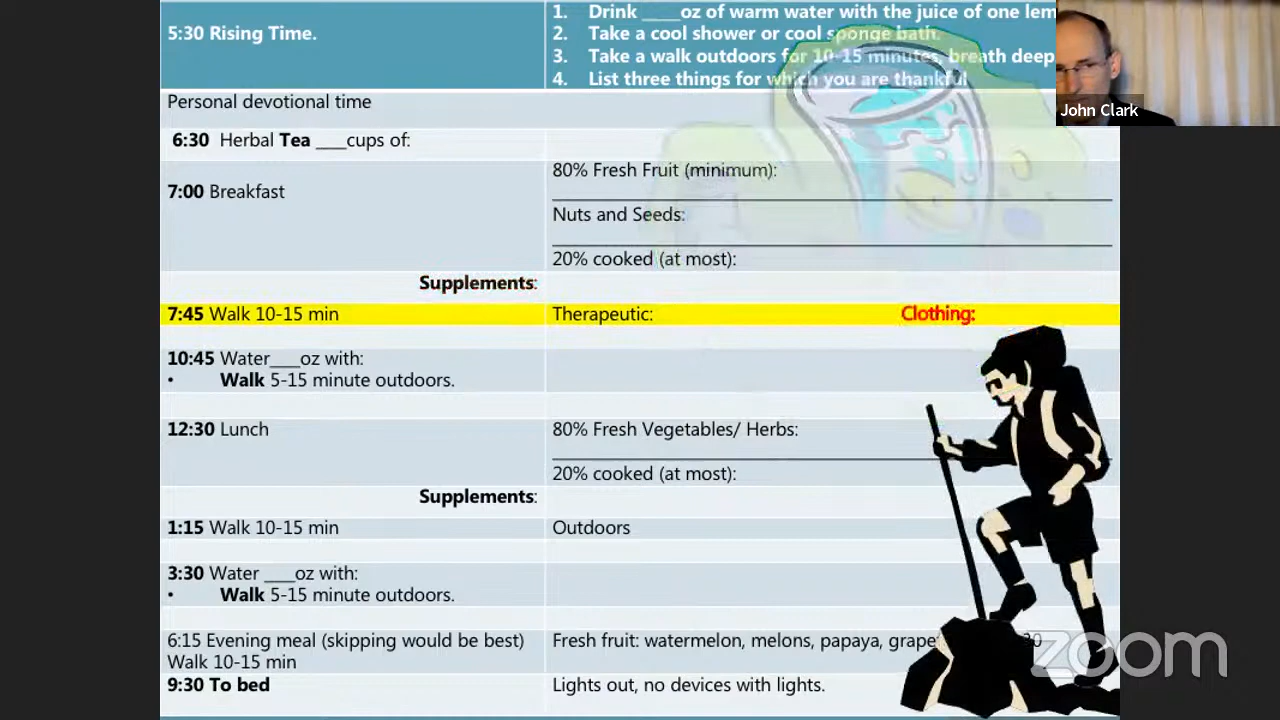 5:30 Rising Time.
1. Drink ____oz of warm water with the juice of one lem
2. Take a cool shower or cool sponge bath.
3. Take a walk outdoors for 10-15 minutes, breath deep
4. List three things for which you are thankful
John Clark
Personal devotional time
6:30 Herbal Tea ____cups of:
7:00 Breakfast
80% Fresh Fruit (minimum):
Nuts and Seeds:
20% cooked (at most):
Supplements:
7:45 Walk 10-15 min
Therapeutic:
Clothing:
10:45 Water____oz with:
• Walk 5-15 minute outdoors.
12:30 Lunch
80% Fresh Vegetables/ Herbs:
20% cooked (at most):
Supplements:
1:15 Walk 10-15 min
Outdoors
3:30 Water ____oz with:
• Walk 5-15 minute outdoors.
6:15 Evening meal (skipping would be best)
Walk 10-15 min
Fresh fruit: watermelon, melons, papaya,
zoom
9:30 To bed
Lights out, no devices with lights.